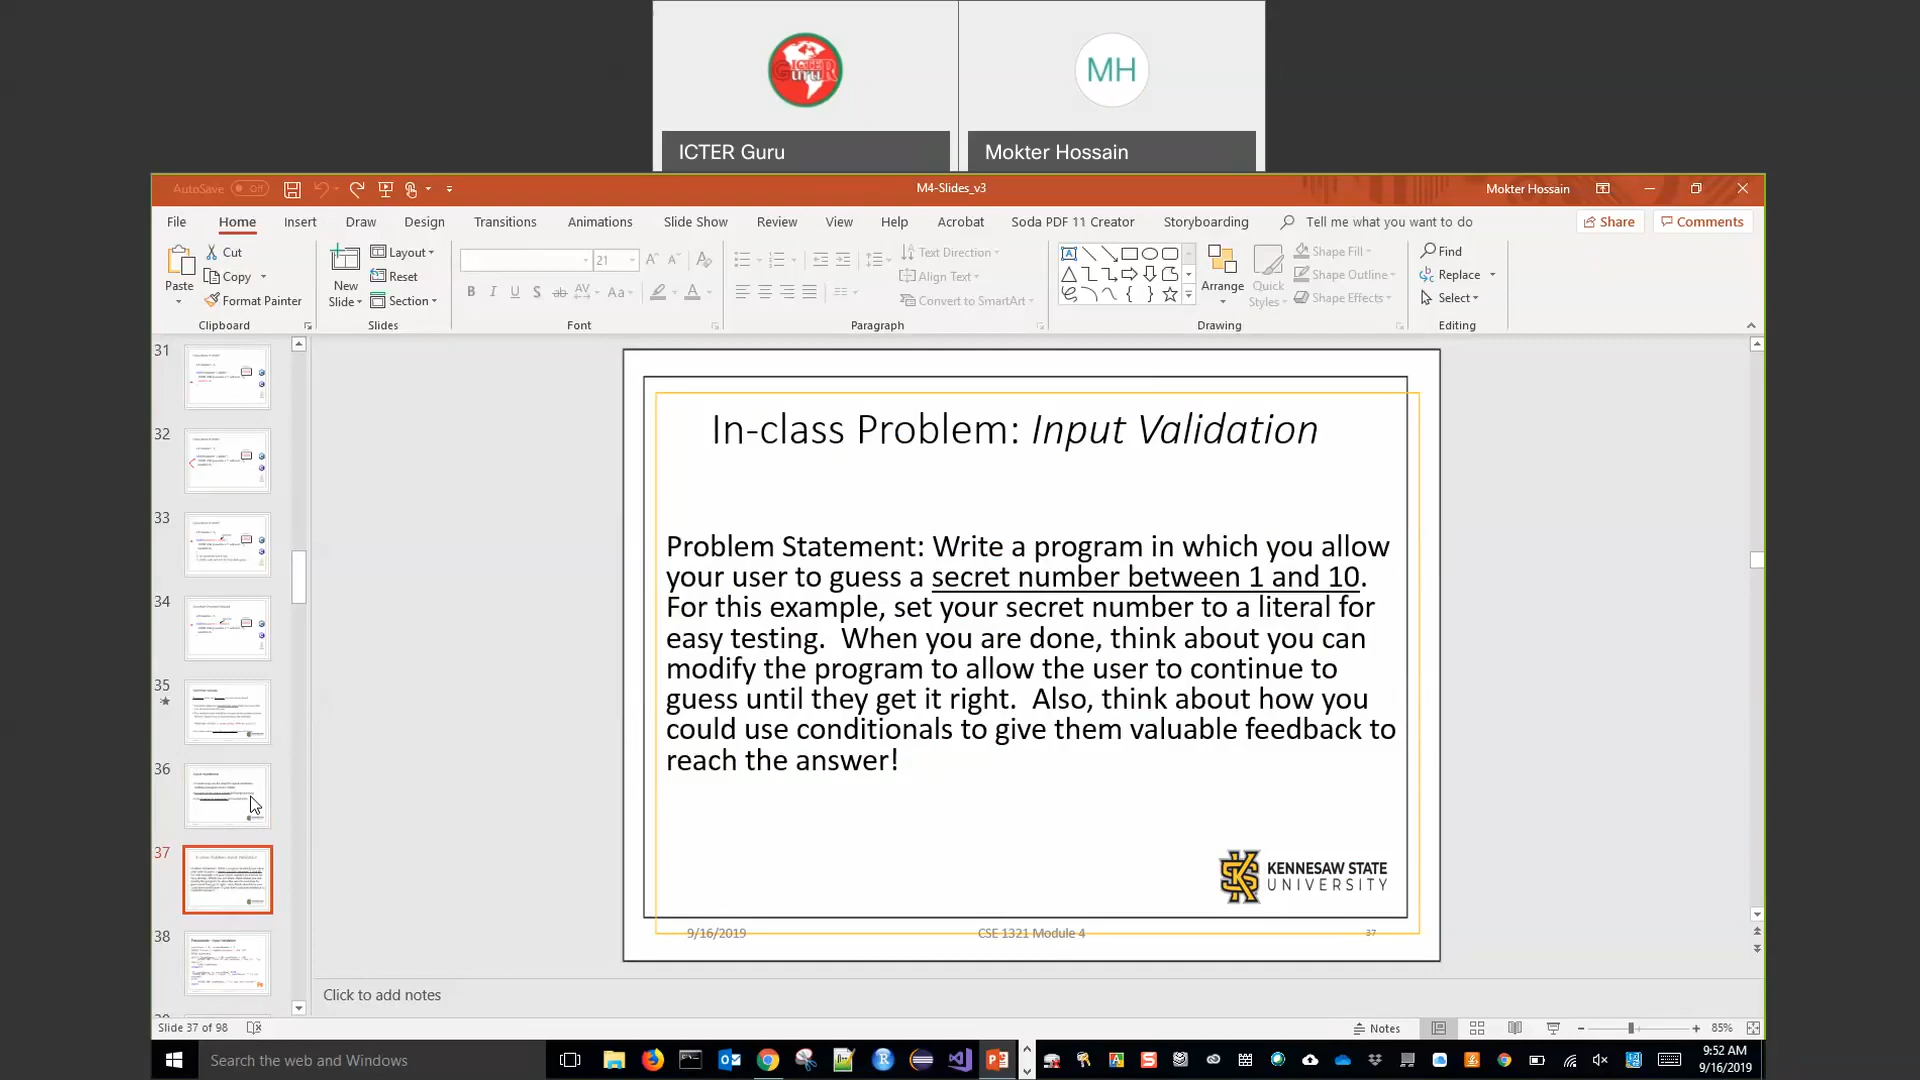 ICTER Guru
MH
Mokter Hossain
AutoSave Off
M4-Slides_v3
Mokter Hossain
File Home Insert Draw Design Transitions Animations Slide Show Review View Help Acrobat Soda PDF 11 Creator Storyboarding Tell me what you want to do Share Comments
Paste
Cut
Copy
Format Painter
Clipboard
New
Slide
Layout
Reset
Section
Slides
21
Font
Text Direction
Align Text
Convert to SmartArt
Paragraph
Arrange
Quick
Styles
Shape Fill
Shape Outline
Shape Effects
Drawing
Find
Replace
Select
Editing
31
32
33
34
35
36
37
38
In-class Problem: Input Validation
Problem Statement: Write a program in which you allow
your user to guess a secret number between 1 and 10.
For this example, set your secret number to a literal for
easy testing.  When you are done, think about you can
modify the program to allow the user to continue to
guess until they get it right.  Also, think about how you
could use conditionals to give them valuable feedback to
reach the answer!
KENNESAW STATE
UNIVERSITY
9/16/2019
CSE 1321 Module 4
37
Click to add notes
Slide 37 of 98
Notes
85%
Search the web and Windows
9:52 AM
9/16/2019